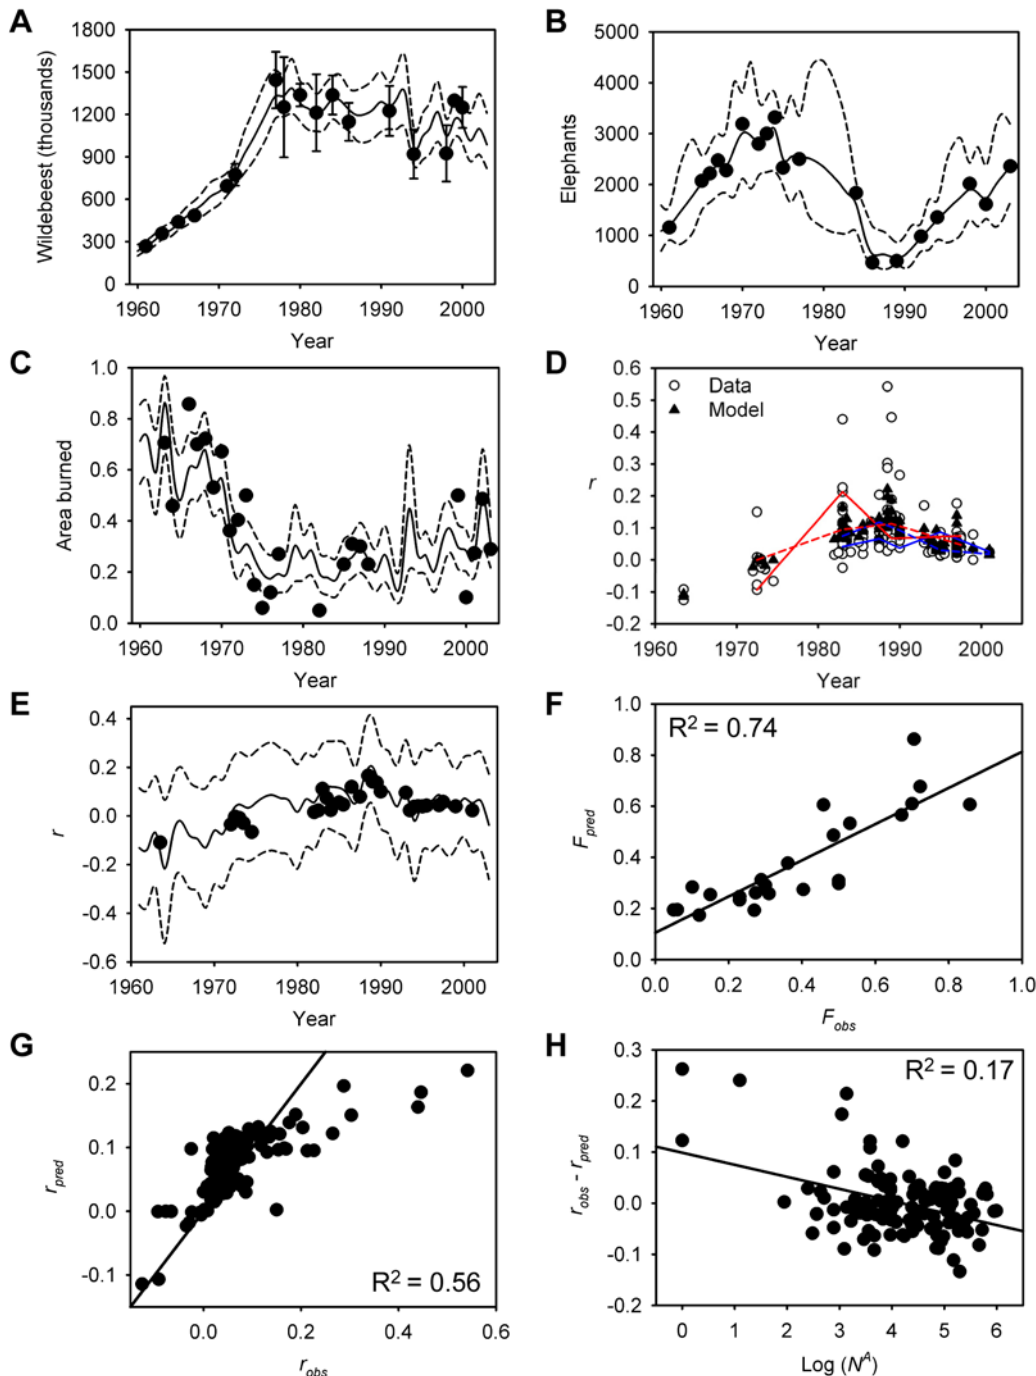 A
Wildebeest (thousands)
1800
1500
1200
900
600
300
0
1960 1970 1980 1990 2000
Year
B
Elephants
5000
4000
3000
2000
1000
0
1960 1970 1980 1990 2000
Year
C
Area burned
1.0
0.8
0.6
0.4
0.2
0.0
1960 1970 1980 1990 2000
Year
D
r
0.6
0.5
0.4
0.3
0.2
0.1
0.0
-0.1
-0.2
Data
Model
1960 1970 1980 1990 2000
Year
E
r
0.4
0.2
0.0
-0.2
-0.4
-0.6
1960 1970 1980 1990 2000
Year
F
F_pred
1.0
0.8
0.6
0.4
0.2
0.0
R² = 0.74
0.0 0.2 0.4 0.6 0.8 1.0
F_obs
G
r_pred
0.2
0.1
0.0
-0.1
R² = 0.56
0.0 0.2 0.4 0.6
r_obs
H
r_obs - r_pred
0.3
0.2
0.1
0.0
-0.1
-0.2
R² = 0.17
0 1 2 3 4 5 6
Log (N^A)